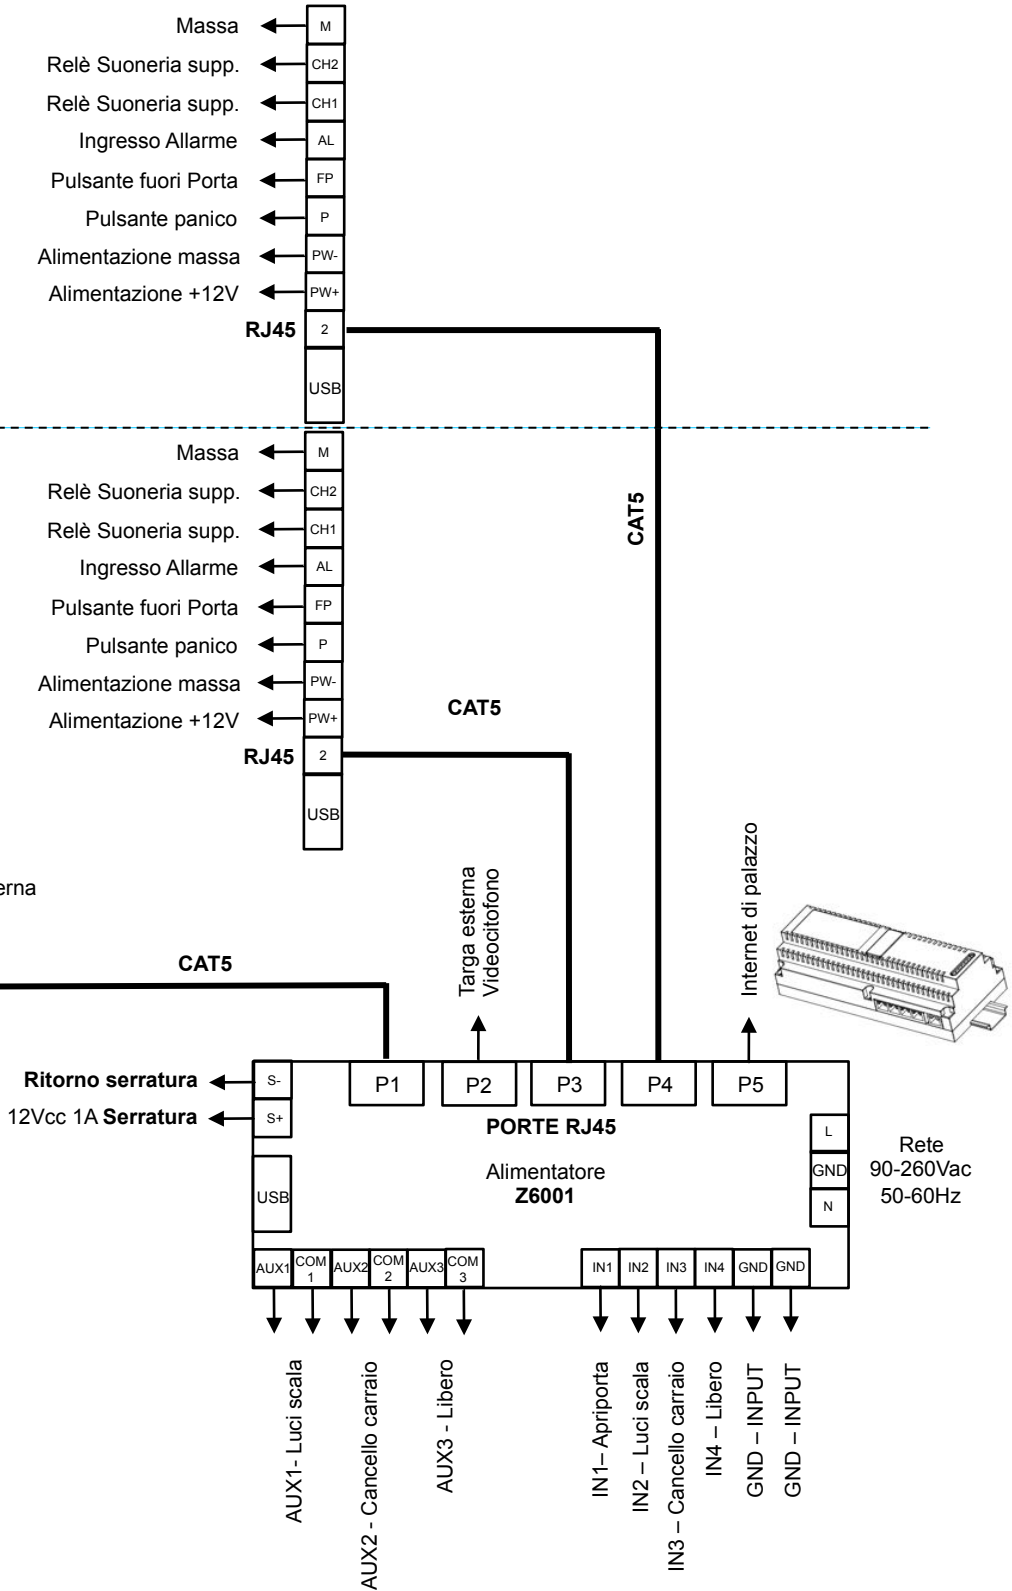 Massa M
Relè Suoneria supp. CH2
Relè Suoneria supp. CH1
Ingresso Allarme AL
Pulsante fuori Porta FP
Pulsante panico P
Alimentazione massa PW-
Alimentazione +12V PW+
RJ45 2
USB
Massa M
Relè Suoneria supp. CH2
Relè Suoneria supp. CH1
Ingresso Allarme AL
Pulsante fuori Porta FP
Pulsante panico P
Alimentazione massa PW-
Alimentazione +12V PW+
RJ45 2
USB
CAT5
CAT5
erna
CAT5
Targa esterna
Videocitofono
Internet di palazzo
Ritorno serratura S-
12Vcc 1A Serratura S+
P1 P2 P3 P4 P5
PORTE RJ45
Alimentatore
Z6001
USB
L
GND
N
Rete
90-260Vac
50-60Hz
AUX1 COM 1 AUX2 COM 2 AUX3 COM 3
IN1 IN2 IN3 IN4 GND GND
AUX1- Luci scala
AUX2 - Cancello carraio
AUX3 - Libero
IN1– Apriporta
IN2 – Luci scala
IN3 – Cancello carraio
IN4 – Libero
GND – INPUT
GND – INPUT